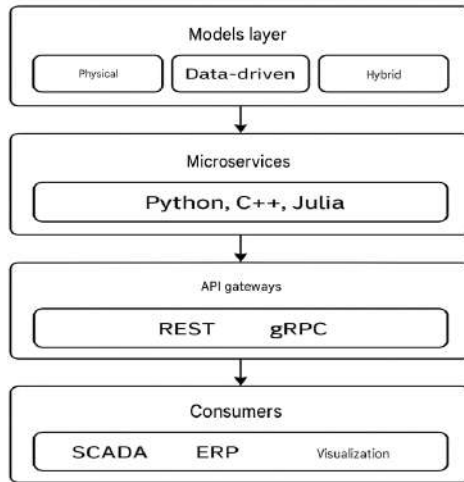 Models layer
Physical Data-driven Hybrid
Microservices
Python, C++, Julia
API gateways
REST gRPC
Consumers
SCADA ERP Visualization